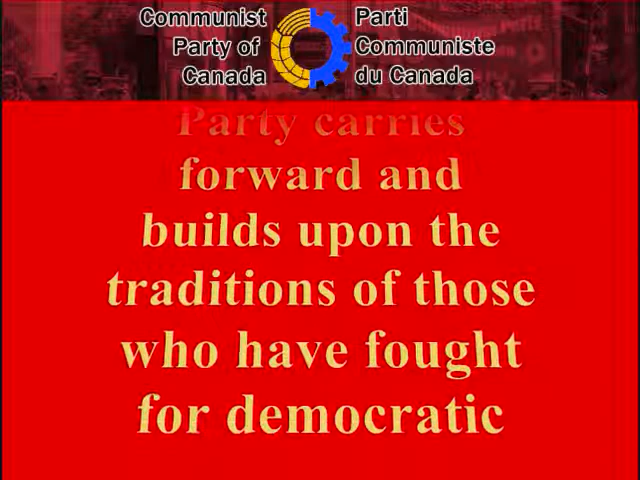 Communist
Party of
Canada
Parti
Communiste
du Canada
Party carries
forward and
builds upon the
traditions of those
who have fought
for democratic